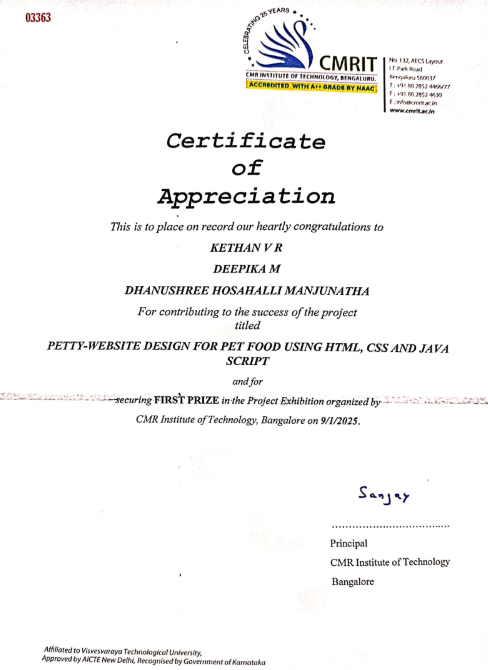 03363
CELEBRATING 25 YEARS
CMRIT
CMR INSTITUTE OF TECHNOLOGY, BENGALURU.
ACCREDITED WITH A++ GRADE BY NAAC
No. 132, AECS Layout
I.T. Park Road
Bengaluru 560037
T : +91 80 2852 4466/77
F : +91 80 2852 4630
E : info@cmrit.ac.in
www.cmrit.ac.in
Certificate
of
Appreciation
This is to place on record our heartly congratulations to
KETHAN V R
DEEPIKA M
DHANUSHREE HOSAHALLI MANJUNATHA
For contributing to the success of the project
titled
PETTY-WEBSITE DESIGN FOR PET FOOD USING HTML, CSS AND JAVA
SCRIPT
and for
securing FIRST PRIZE in the Project Exhibition organized by
CMR Institute of Technology, Bangalore on 9/1/2025.
Sanjay
Principal
CMR Institute of Technology
Bangalore
Affiliated to Visvesvaraya Technological University,
Approved by AICTE New Delhi, Recognised by Government of Karnataka